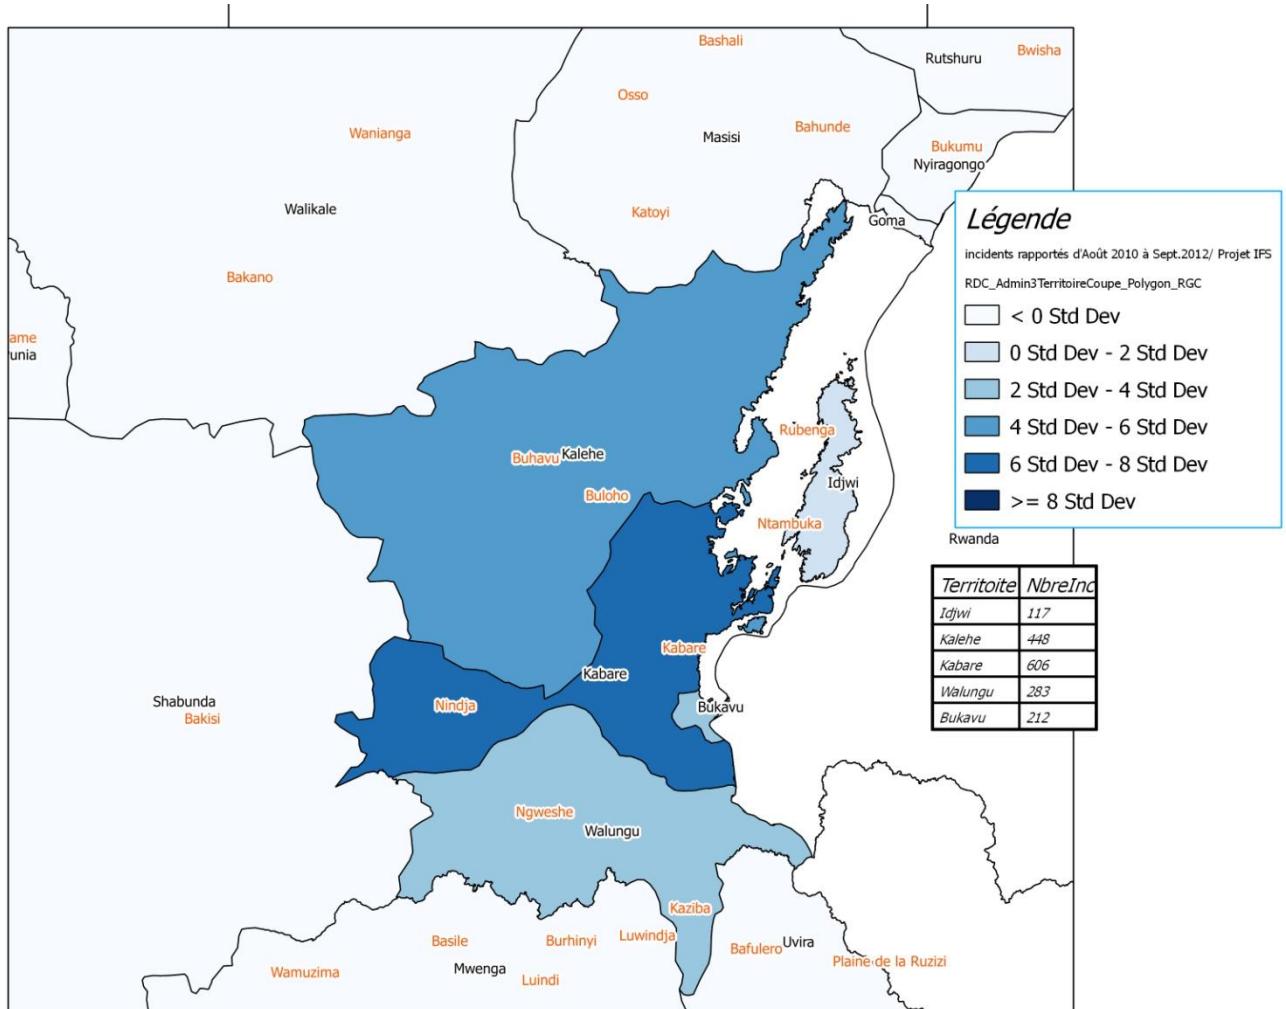 Bashali
Rutshuru
Bwisha
Osso
Wanianga
Bahunde
Masisi
Bukumu
Nyiragongo
Walikale
Katoyi
Goma
Bakano
ame
unia
Légende
incidents rapportés d'Août 2010 à Sept.2012/ Projet IFS
RDC_Admin3TerritoireCoupe_Polygon_RGC
< 0 Std Dev
0 Std Dev - 2 Std Dev
2 Std Dev - 4 Std Dev
4 Std Dev - 6 Std Dev
6 Std Dev - 8 Std Dev
>= 8 Std Dev
Rubenga
Buhavu Kalehe
Idjwi
Buloho
Ntambuka
Rwanda
Territoite NbreInc
Idjwi 117
Kalehe 448
Kabare 606
Walungu 283
Bukavu 212
Kabare
Kabare
Shabunda
Bakisi
Nindja
Bukavu
Ngweshe
Walungu
Kaziba
Basile
Burhinyi
Luwindja
Bafulero Uvira
Wamuzima
Mwenga
Luindi
Plaine de la Ruzizi